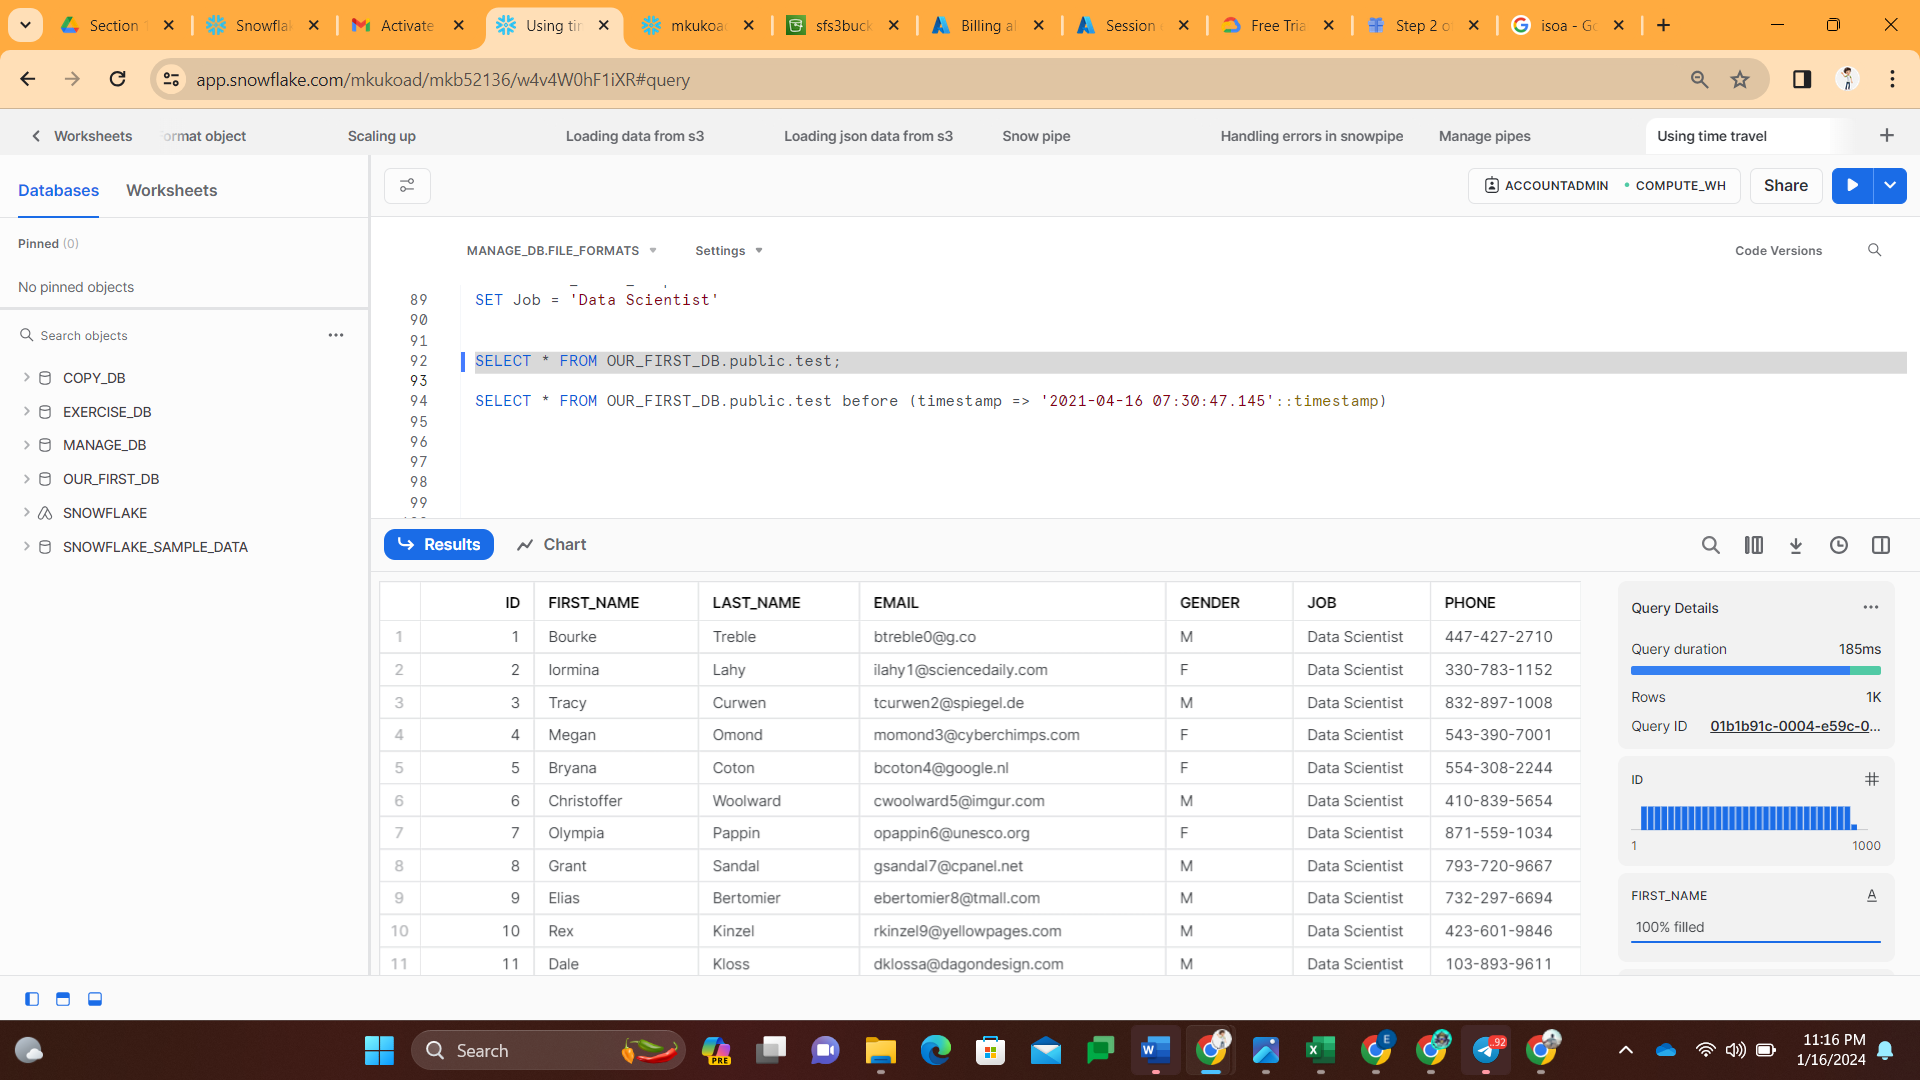 Section
Snowflak
Activate
Using tim
mkukoad
sfs3buck
Billing al
Session
Free Tria
Step 2 o
isoa - Go
app.snowflake.com/mkukoad/mkb52136/w4v4W0hF1iXR#query
Worksheets
ormat object
Scaling up
Loading data from s3
Loading json data from s3
Snow pipe
Handling errors in snowpipe
Manage pipes
Using time travel
Databases
Worksheets
ACCOUNTADMIN
COMPUTE_WH
Share
Pinned (0)
No pinned objects
Search objects
COPY_DB
EXERCISE_DB
MANAGE_DB
OUR_FIRST_DB
SNOWFLAKE
SNOWFLAKE_SAMPLE_DATA
MANAGE_DB.FILE_FORMATS
Settings
Code Versions
89 SET Job = 'Data Scientist'
90
91
92 SELECT * FROM OUR_FIRST_DB.public.test;
93
94 SELECT * FROM OUR_FIRST_DB.public.test before (timestamp => '2021-04-16 07:30:47.145'::timestamp)
95
96
97
98
99
Results
Chart
ID FIRST_NAME LAST_NAME EMAIL GENDER JOB PHONE
1 1 Bourke Treble btreble0@g.co M Data Scientist 447-427-2710
2 2 Iormina Lahy ilahy1@sciencedaily.com F Data Scientist 330-783-1152
3 3 Tracy Curwen tcurwen2@spiegel.de M Data Scientist 832-897-1008
4 4 Megan Omond momond3@cyberchimps.com F Data Scientist 543-390-7001
5 5 Bryana Coton bcoton4@google.nl F Data Scientist 554-308-2244
6 6 Christoffer Woolward cwoolward5@imgur.com M Data Scientist 410-839-5654
7 7 Olympia Pappin opappin6@unesco.org F Data Scientist 871-559-1034
8 8 Grant Sandal gsandal7@cpanel.net M Data Scientist 793-720-9667
9 9 Elias Bertomier ebertomier8@tmall.com M Data Scientist 732-297-6694
10 10 Rex Kinzel rkinzel9@yellowpages.com M Data Scientist 423-601-9846
11 11 Dale Kloss dklossa@dagondesign.com M Data Scientist 103-893-9611
Query Details
Query duration 185ms
Rows 1K
Query ID 01b1b91c-0004-e59c-0...
ID
1 1000
FIRST_NAME
100% filled
Search
PRE
E
92
11:16 PM
1/16/2024